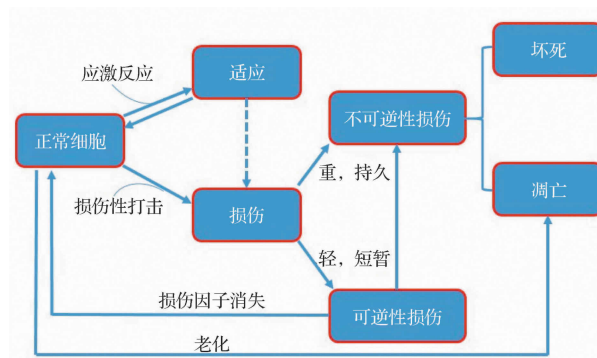 坏死
应激反应
适应
不可逆性损伤
正常细胞
重，持久
凋亡
损伤性打击
损伤
轻，短暂
损伤因子消失
可逆性损伤
老化